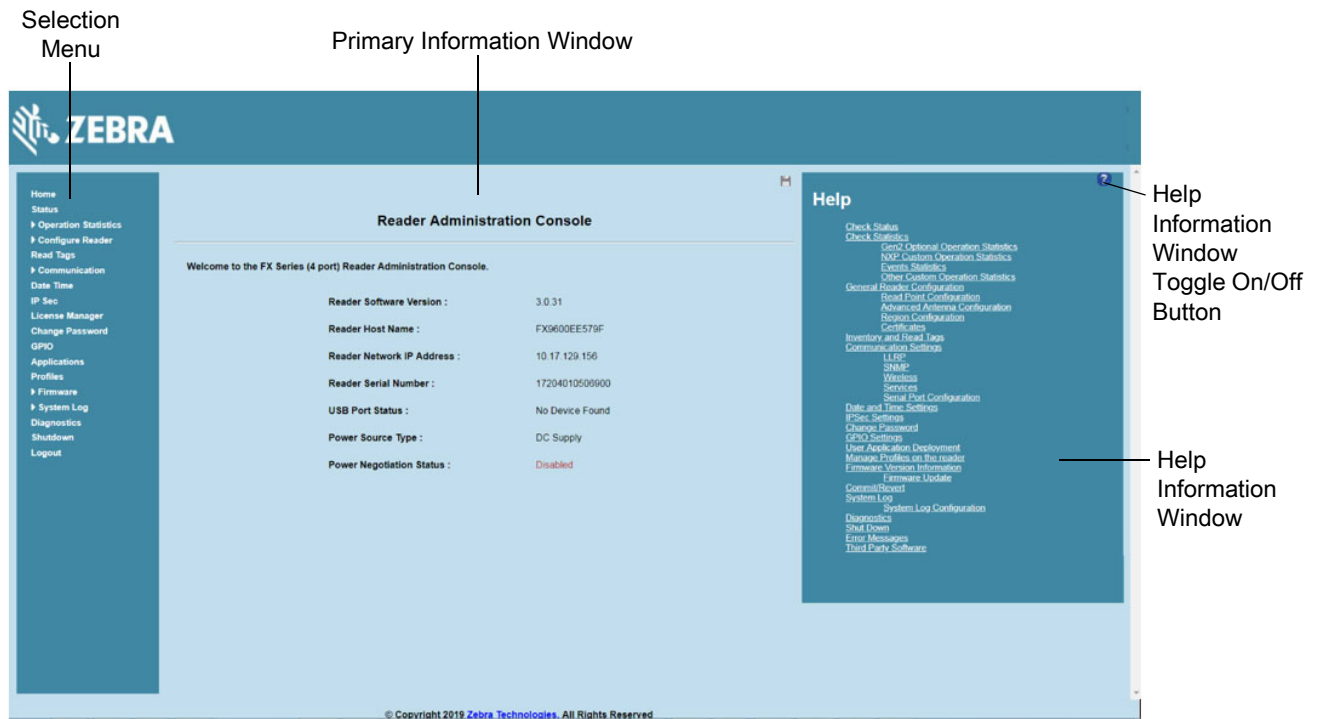 Selection
Menu
Primary Information Window
ZEBRA
Home
Status
Operation Statistics
Configure Reader
Read Tags
Communication
Date Time
IP Sec
License Manager
Change Password
GPIO
Applications
Profiles
Firmware
System Log
Diagnostics
Shutdown
Logout
Reader Administration Console
Welcome to the FX Series (4 port) Reader Administration Console.
Reader Software Version : 3.0.31
Reader Host Name : FX9600EE579F
Reader Network IP Address : 10.17.129.156
Reader Serial Number : 17204010506900
USB Port Status : No Device Found
Power Source Type : DC Supply
Power Negotiation Status : Disabled
?
Help
Check Status
Check Statistics
Gen2 Optional Operation Statistics
NXP Custom Operation Statistics
Events Statistics
Other Custom Operation Statistics
General Reader Configuration
Read Point Configuration
Advanced Antenna Configuration
Region Configuration
Certificates
Inventory and Read Tags
Communication Settings
LLRP
SNMP
Wireless
Services
Serial Port Configuration
Date and Time Settings
IPSec Settings
Change Password
GPIO Settings
User Application Deployment
Manage Profiles on the reader
Firmware Version Information
Firmware Update
Commit/Revert
System Log
System Log Configuration
Diagnostics
Shut Down
Error Messages
Third Party Software
Help
Information
Window
Toggle On/Off
Button
Help
Information
Window
© Copyright 2019 Zebra Technologies. All Rights Reserved